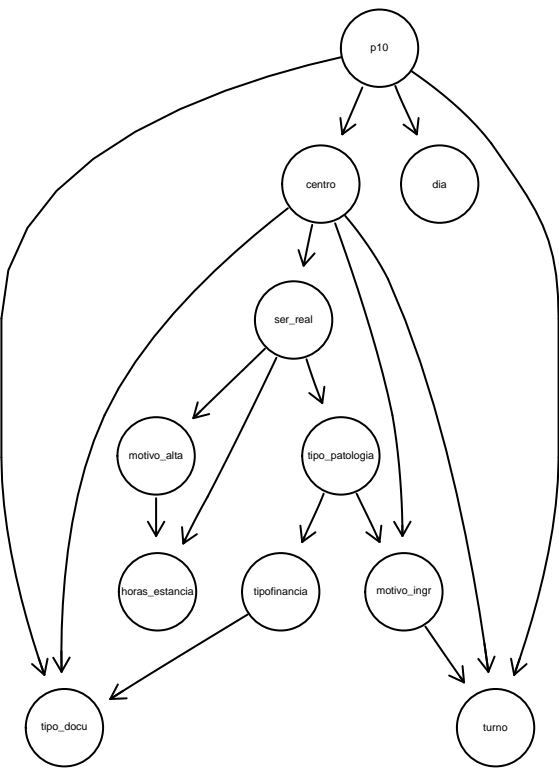 p10
centro
dia
ser_real
motivo_alta
tipo_patologia
horas_estancia
tipofinancia
motivo_ingr
tipo_docu
turno